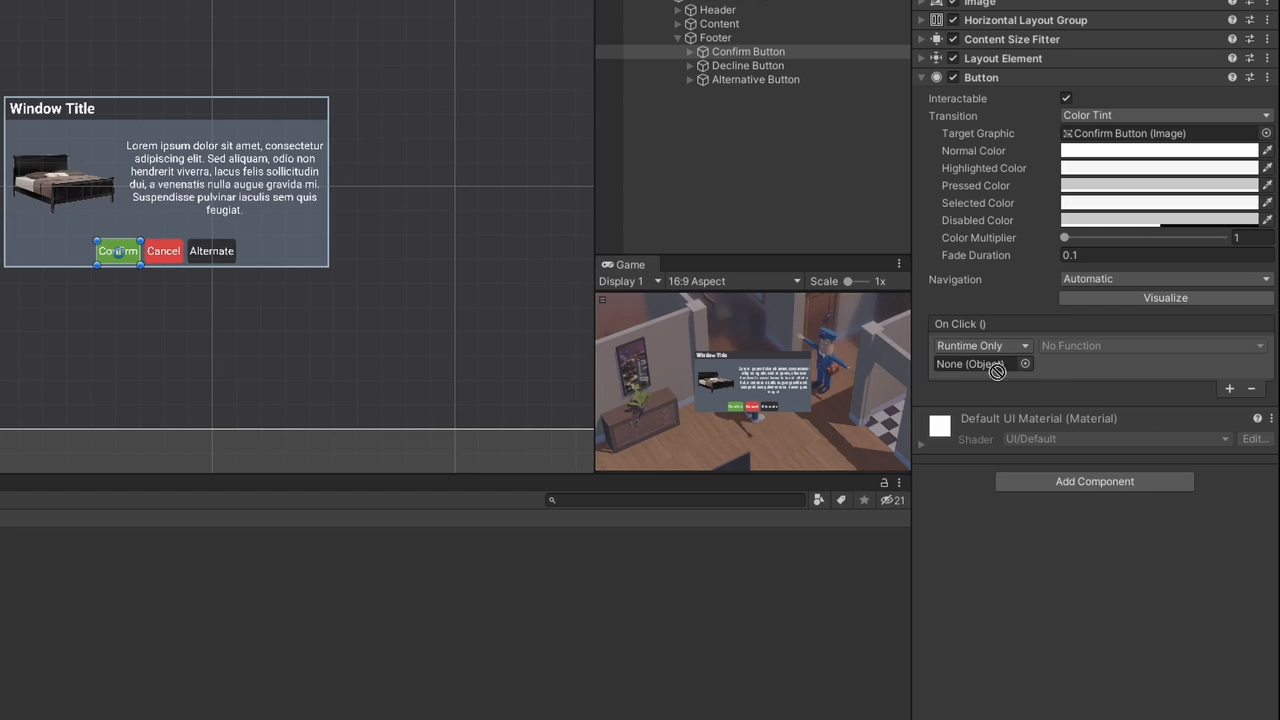 Header
Content
Footer
Confirm Button
Decline Button
Alternative Button
Window Title
Lorem ipsum dolor sit amet, consectetur
adipiscing elit. Sed aliquam, odio non
hendrerit viverra, lacus felis sollicitudin
dui, a venenatis nulla augue gravida mi.
Suspendisse pulvinar iaculis sem quis
feugiat.
Confirm
Cancel
Alternate
Game
Display 1
16:9 Aspect
Scale
1x
Window Title
21
Image
Horizontal Layout Group
Content Size Fitter
Layout Element
Button
Interactable
Transition
Color Tint
Target Graphic
Confirm Button (Image)
Normal Color
Highlighted Color
Pressed Color
Selected Color
Disabled Color
Color Multiplier
1
Fade Duration
0.1
Navigation
Automatic
Visualize
On Click ()
Runtime Only
No Function
None (Object)
Default UI Material (Material)
Shader
UI/Default
Edit...
Add Component